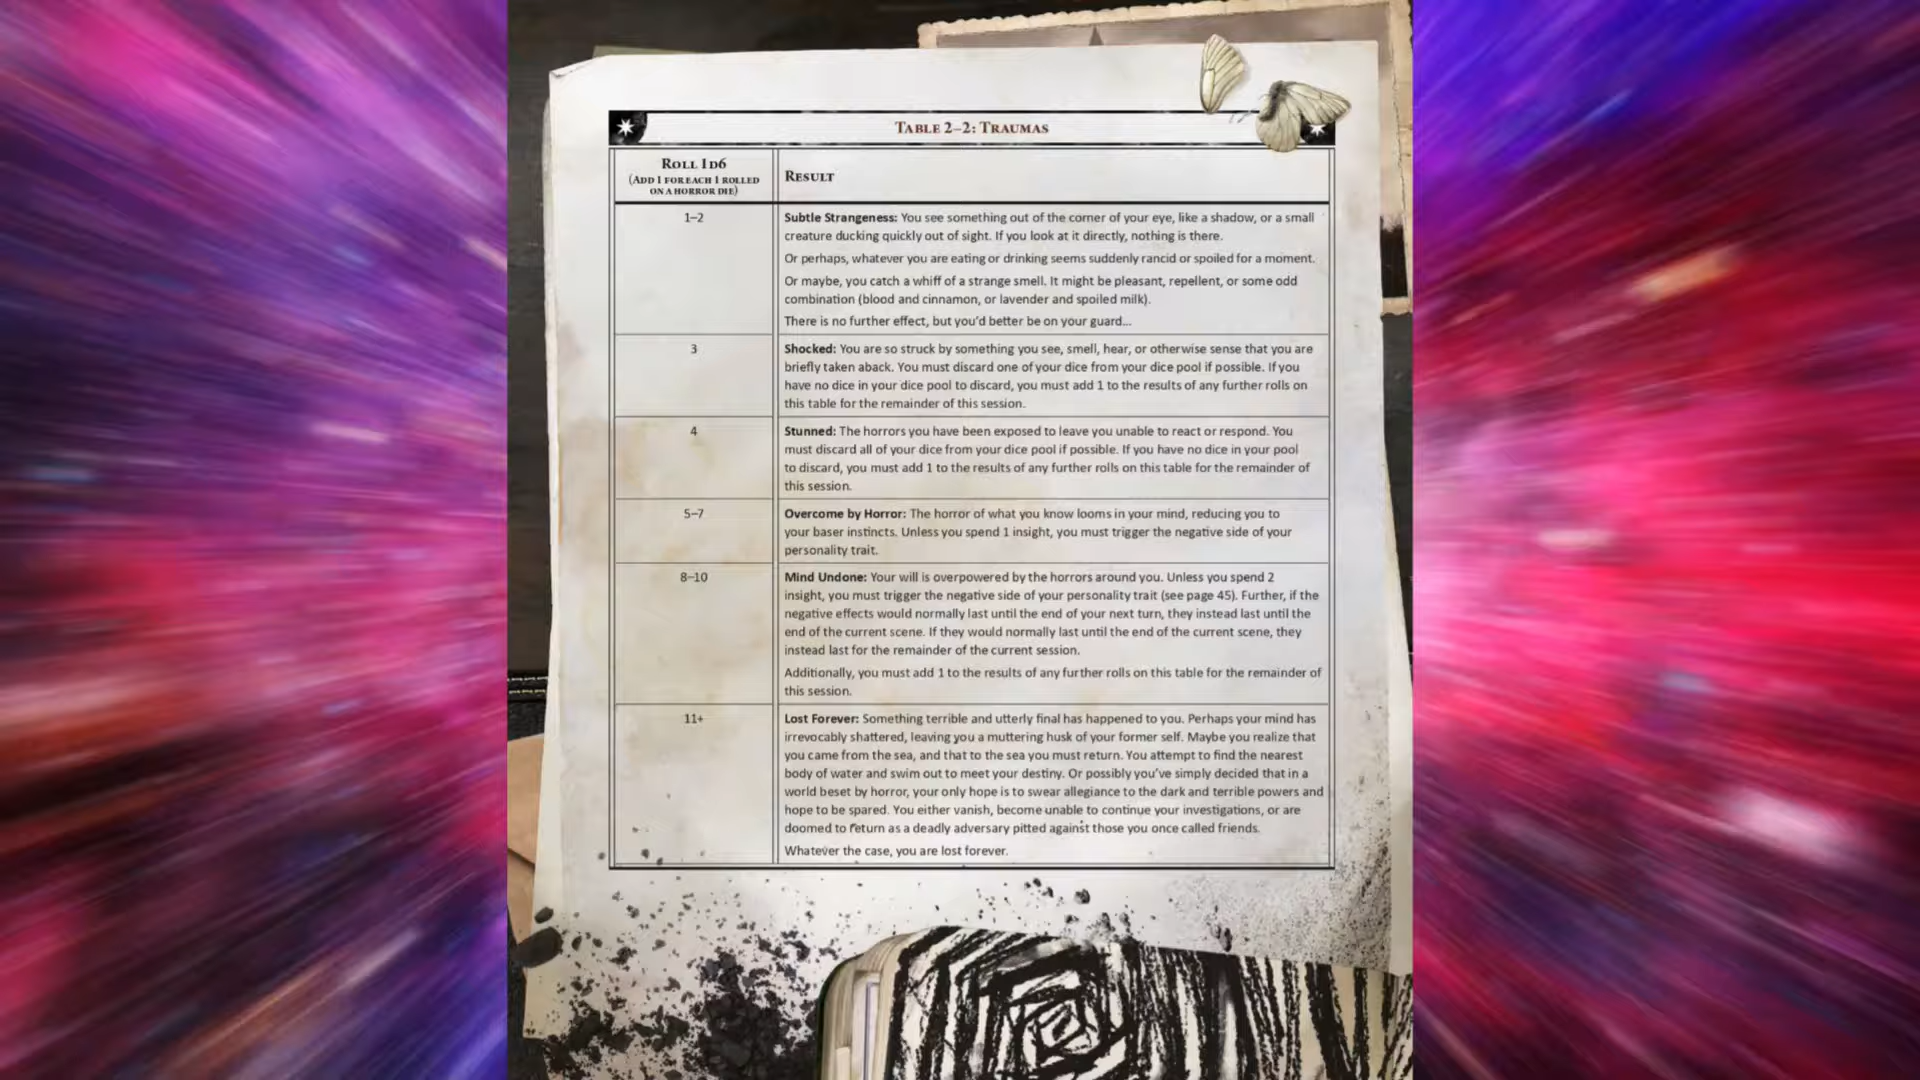 TABLE 2–2: TRAUMAS
ROLL 1D6
(ADD 1 FOR EACH 1 ROLLED
ON A HORROR DIE)
RESULT
1–2
Subtle Strangeness: You see something out of the corner of your eye, like a shadow, or a small
creature ducking quickly out of sight. If you look at it directly, nothing is there.
Or perhaps, whatever you are eating or drinking seems suddenly rancid or spoiled for a moment.
Or maybe, you catch a whiff of a strange smell. It might be pleasant, repellent, or some odd
combination (blood and cinnamon, or lavender and spoiled milk).
There is no further effect, but you'd better be on your guard...
3
Shocked: You are so struck by something you see, smell, hear, or otherwise sense that you are
briefly taken aback. You must discard one of your dice from your dice pool if possible. If you
have no dice in your dice pool to discard, you must add 1 to the results of any further rolls on
this table for the remainder of this session.
4
Stunned: The horrors you have been exposed to leave you unable to react or respond. You
must discard all of your dice from your dice pool if possible. If you have no dice in your pool
to discard, you must add 1 to the results of any further rolls on this table for the remainder of
this session.
5–7
Overcome by Horror: The horror of what you know looms in your mind, reducing you to
your baser instincts. Unless you spend 1 insight, you must trigger the negative side of your
personality trait.
8–10
Mind Undone: Your will is overpowered by the horrors around you. Unless you spend 2
insight, you must trigger the negative side of your personality trait (see page 45). Further, if the
negative effects would normally last until the end of your next turn, they instead last until the
end of the current scene. If they would normally last until the end of the current scene, they
instead last for the remainder of the current session.
Additionally, you must add 1 to the results of any further rolls on this table for the remainder of
this session.
11+
Lost Forever: Something terrible and utterly final has happened to you. Perhaps your mind has
irrevocably shattered, leaving you a muttering husk of your former self. Maybe you realize that
you came from the sea, and that to the sea you must return. You attempt to find the nearest
body of water and swim out to meet your destiny. Or possibly you've simply decided that in a
world beset by horror, your only hope is to swear allegiance to the dark and terrible powers and
hope to be spared. You either vanish, become unable to continue your investigations, or are
doomed to return as a deadly adversary pitted against those you once called friends.
Whatever the case, you are lost forever.